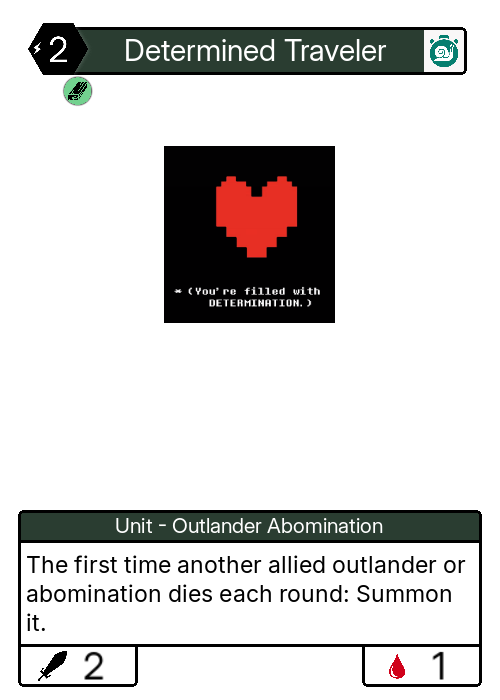 2
Determined Traveler
* (You're filled with
DETERMINATION.)
Unit - Outlander Abomination
The first time another allied outlander or
abomination dies each round: Summon
it.
2
1